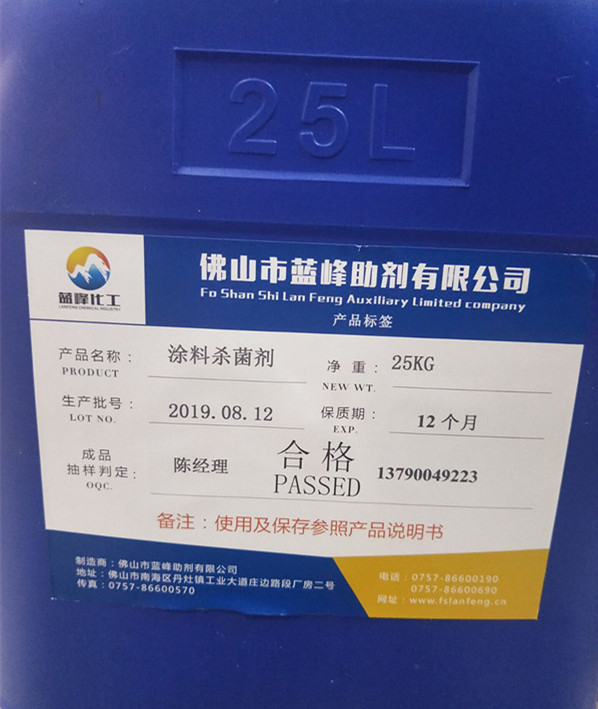 25L
蓝峰化工
LANFENG CHEMICAL INDUSTRY
佛山市蓝峰助剂有限公司
Fo Shan Shi Lan Feng Auxiliary Limited company
产品标签
产品名称： 涂料杀菌剂 净 重： 25KG
PRODUCT NEW WT.
生产批号： 2019.08.12 保质期： 12个月
LOT NO. EXP.
成品
抽样判定： 陈经理 合格 13790049223
OQC. PASSED
备注：使用及保存参照产品说明书
制造商：佛山市蓝峰助剂有限公司
地址：佛山市南海区丹灶镇工业大道庄边路段厂房二号
传真：0757-86600570
电话：0757-86600190
0757-86600690
网址：www.fslanfeng.cn